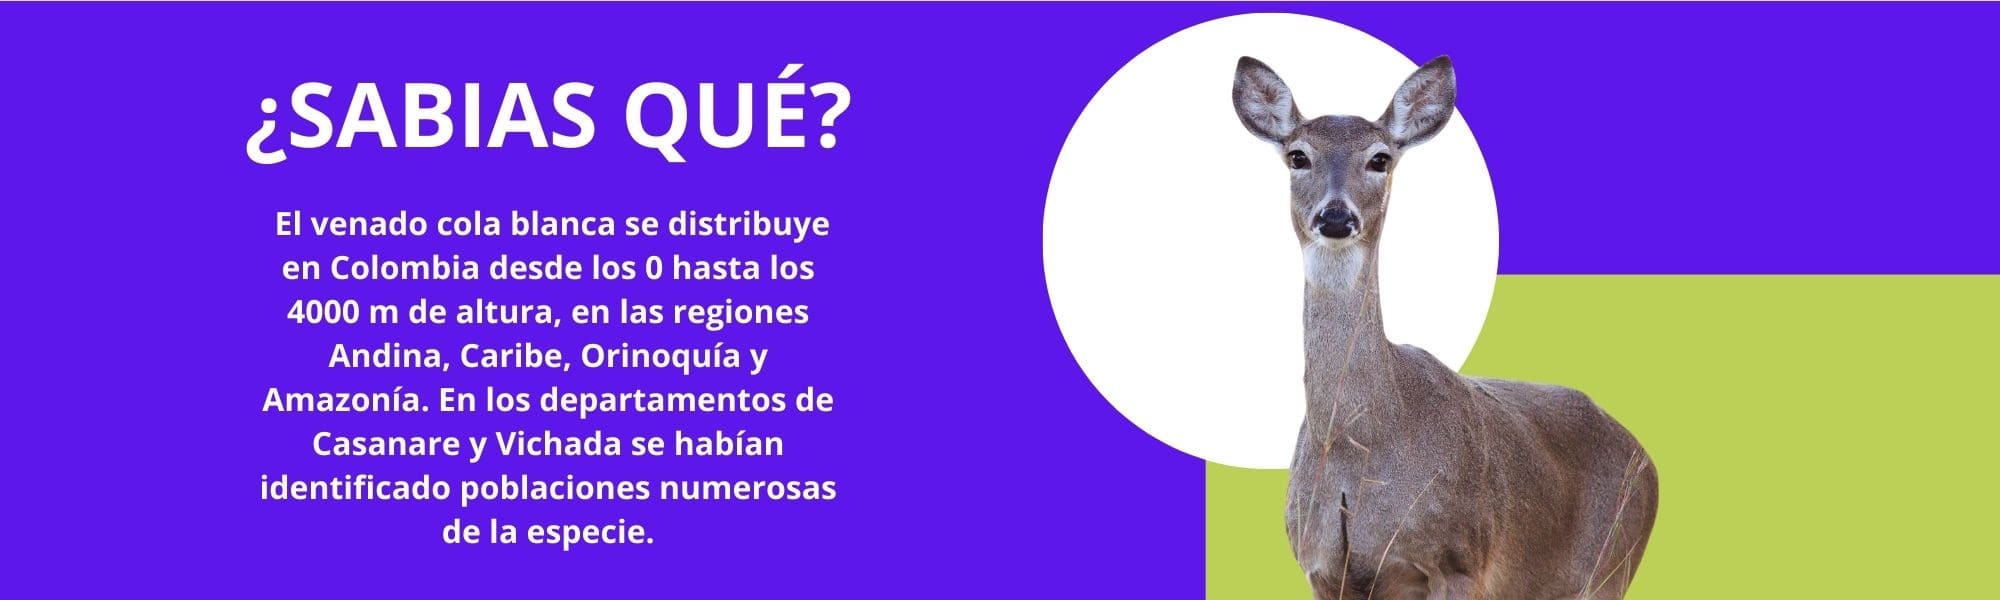 ¿SABIAS QUÉ?
El venado cola blanca se distribuye
en Colombia desde los 0 hasta los
4000 m de altura, en las regiones
Andina, Caribe, Orinoquía y
Amazonía. En los departamentos de
Casanare y Vichada se habían
identificado poblaciones numerosas
de la especie.